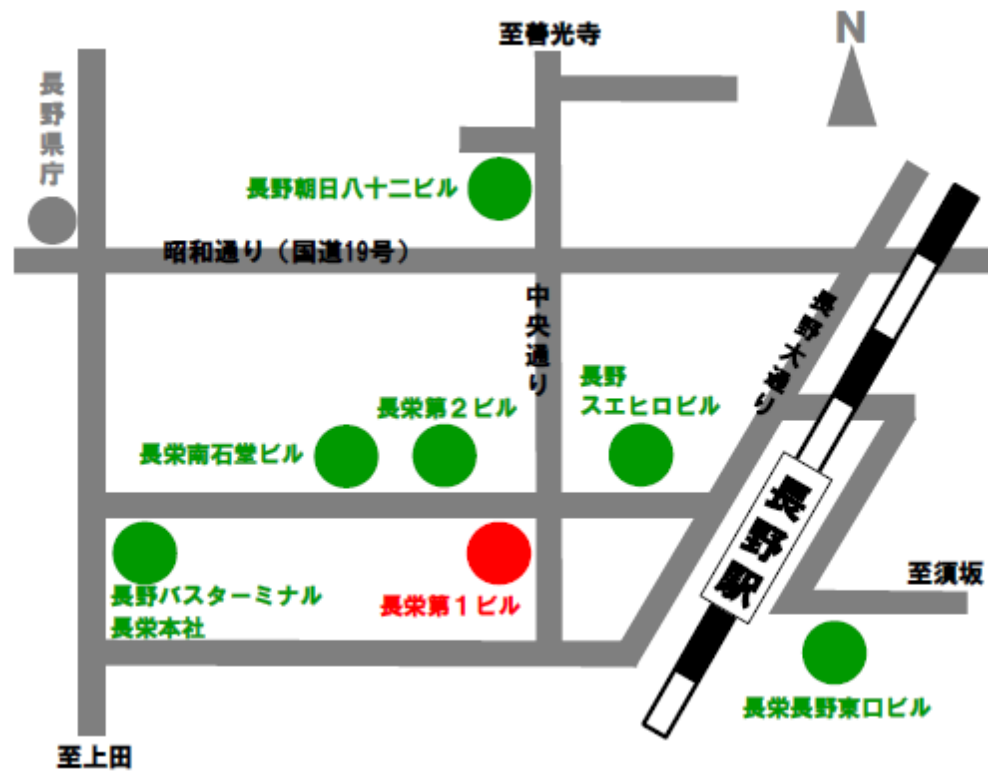 至善光寺
N
長野県庁
長野朝日八十二ビル
昭和通り（国道19号）
中央通り
長野大通り
長野
スエヒロビル
長栄第２ビル
長栄南石堂ビル
長野駅
長野バスターミナル
長栄本社
長栄第１ビル
至須坂
長栄長野東口ビル
至上田